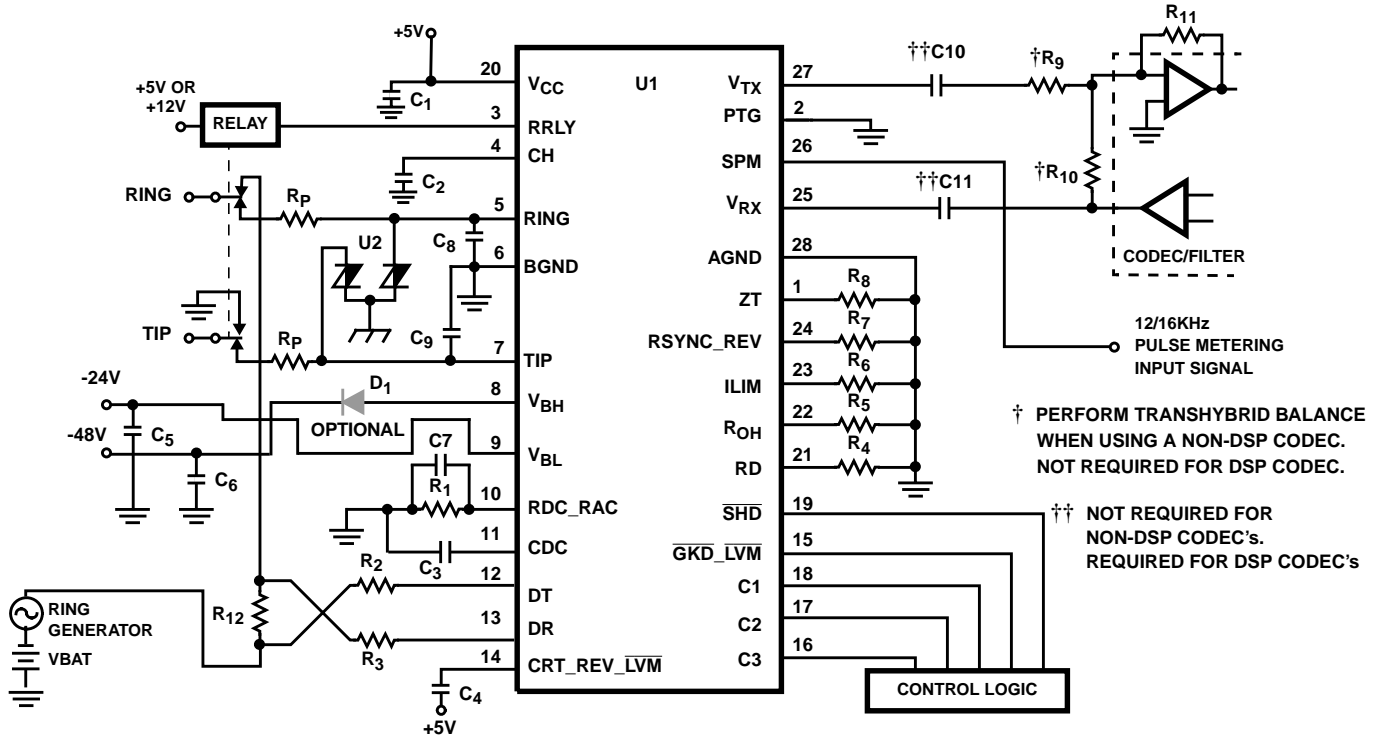 +5V
20
VCC
C1
+5V OR
+12V
RELAY
3
RRLY
4
CH
C2
RING
RP
5
RING
U2
C8
6
BGND
TIP
RP
C9
7
TIP
-24V
D1
8
VBH
OPTIONAL
-48V
C5
C6
9
VBL
C7
R1
10
RDC_RAC
11
CDC
C3
R2
12
DT
13
DR
R12
R3
RING
GENERATOR
VBAT
14
CRT_REV_LVM
C4
+5V
U1
VTX
27
††C10
†R9
R11
PTG
2
SPM
26
†R10
VRX
25
††C11
CODEC/FILTER
AGND
28
ZT
1
R8
RSYNC_REV
24
R7
ILIM
23
R6
ROH
22
R5
RD
21
R4
12/16KHz
PULSE METERING
INPUT SIGNAL
SHD
19
GKD_LVM
15
C1
18
C2
17
C3
16
CONTROL LOGIC
† PERFORM TRANSHYBRID BALANCE
WHEN USING A NON-DSP CODEC.
NOT REQUIRED FOR DSP CODEC.
†† NOT REQUIRED FOR
NON-DSP CODEC's.
REQUIRED FOR DSP CODEC's